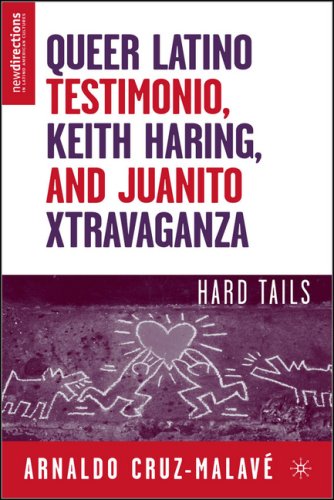 newdirections
IN LATINO AMERICAN CULTURES
QUEER LATINO
TESTIMONIO,
KEITH HARING,
AND JUANITO
XTRAVAGANZA
HARD TAILS
ARNALDO CRUZ-MALAVÉ